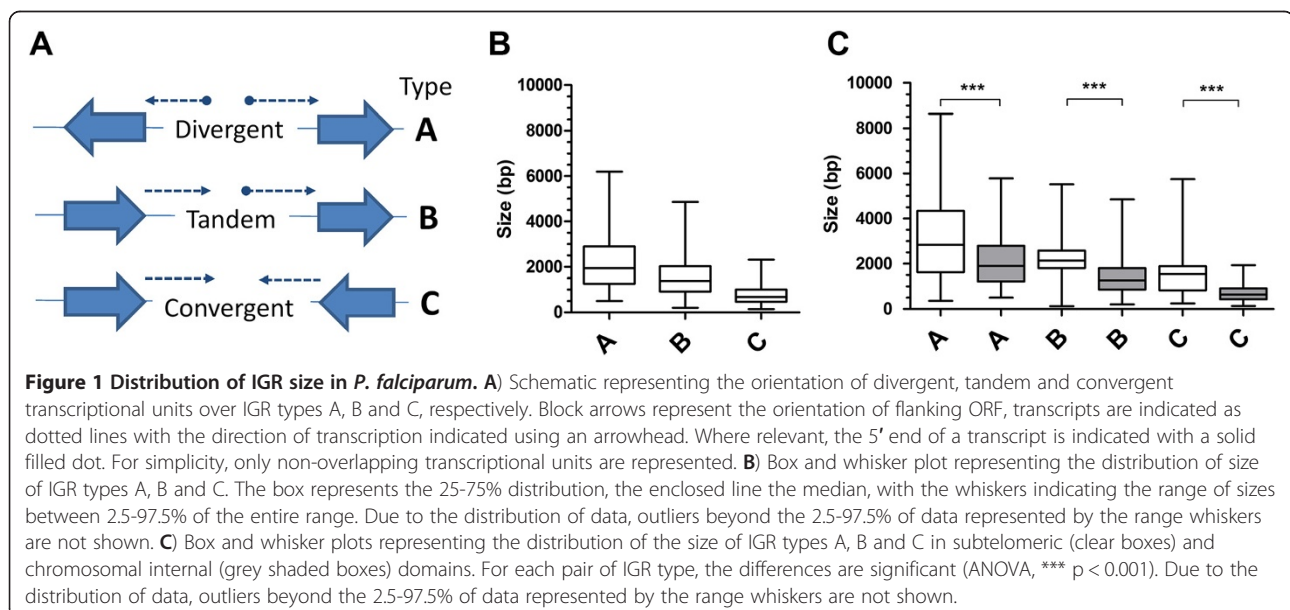 A
Type
Divergent
A
Tandem
B
Convergent
C
B
Size (bp)
10000
8000
6000
4000
2000
0
A
B
C
C
Size (bp)
10000
8000
6000
4000
2000
0
***
***
***
A
A
B
B
C
C
Figure 1 Distribution of IGR size in P. falciparum. A) Schematic representing the orientation of divergent, tandem and convergent
transcriptional units over IGR types A, B and C, respectively. Block arrows represent the orientation of flanking ORF, transcripts are indicated as
dotted lines with the direction of transcription indicated using an arrowhead. Where relevant, the 5′ end of a transcript is indicated with a solid
filled dot. For simplicity, only non-overlapping transcriptional units are represented. B) Box and whisker plot representing the distribution of size
of IGR types A, B and C. The box represents the 25-75% distribution, the enclosed line the median, with the whiskers indicating the range of sizes
between 2.5-97.5% of the entire range. Due to the distribution of data, outliers beyond the 2.5-97.5% of data represented by the range whiskers
are not shown. C) Box and whisker plots representing the distribution of the size of IGR types A, B and C in subtelomeric (clear boxes) and
chromosomal internal (grey shaded boxes) domains. For each pair of IGR type, the differences are significant (ANOVA, *** p < 0.001). Due to the
distribution of data, outliers beyond the 2.5-97.5% of data represented by the range whiskers are not shown.